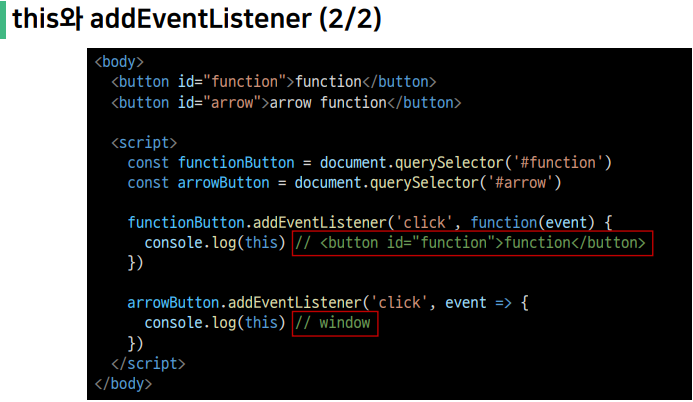 this와 addEventListener (2/2)
<body>
<button id="function">function</button>
<button id="arrow">arrow function</button>
<script>
const functionButton = document.querySelector('#function')
const arrowButton = document.querySelector('#arrow')
functionButton.addEventListener('click', function(event) {
console.log(this) // <button id="function">function</button>
})
arrowButton.addEventListener('click', event => {
console.log(this) // window
})
</script>
</body>